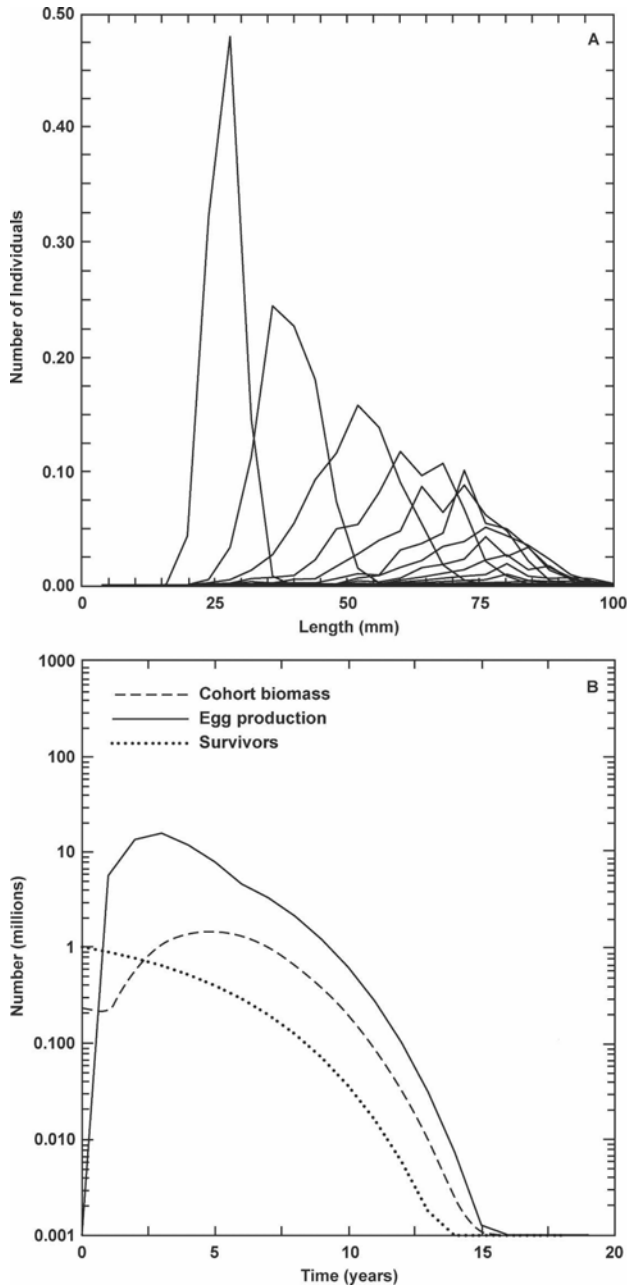 A
0.50
0.40
0.30
0.20
0.10
0.00
Number of Individuals
0 25 50 75 100
Length (mm)
B
Cohort biomass
Egg production
Survivors
1000
100
10
1
0.100
0.010
0.001
Number (millions)
0 5 10 15 20
Time (years)